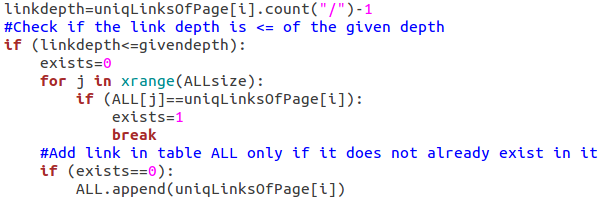 linkdepth=uniqLinksOfPage[i].count("/")-1
#Check if the link depth is <= of the given depth
if (linkdepth<=givendepth):
    exists=0
    for j in xrange(ALLsize):
        if (ALL[j]==uniqLinksOfPage[i]):
            exists=1
            break
    #Add link in table ALL only if it does not already exist in it
    if (exists==0):
        ALL.append(uniqLinksOfPage[i])